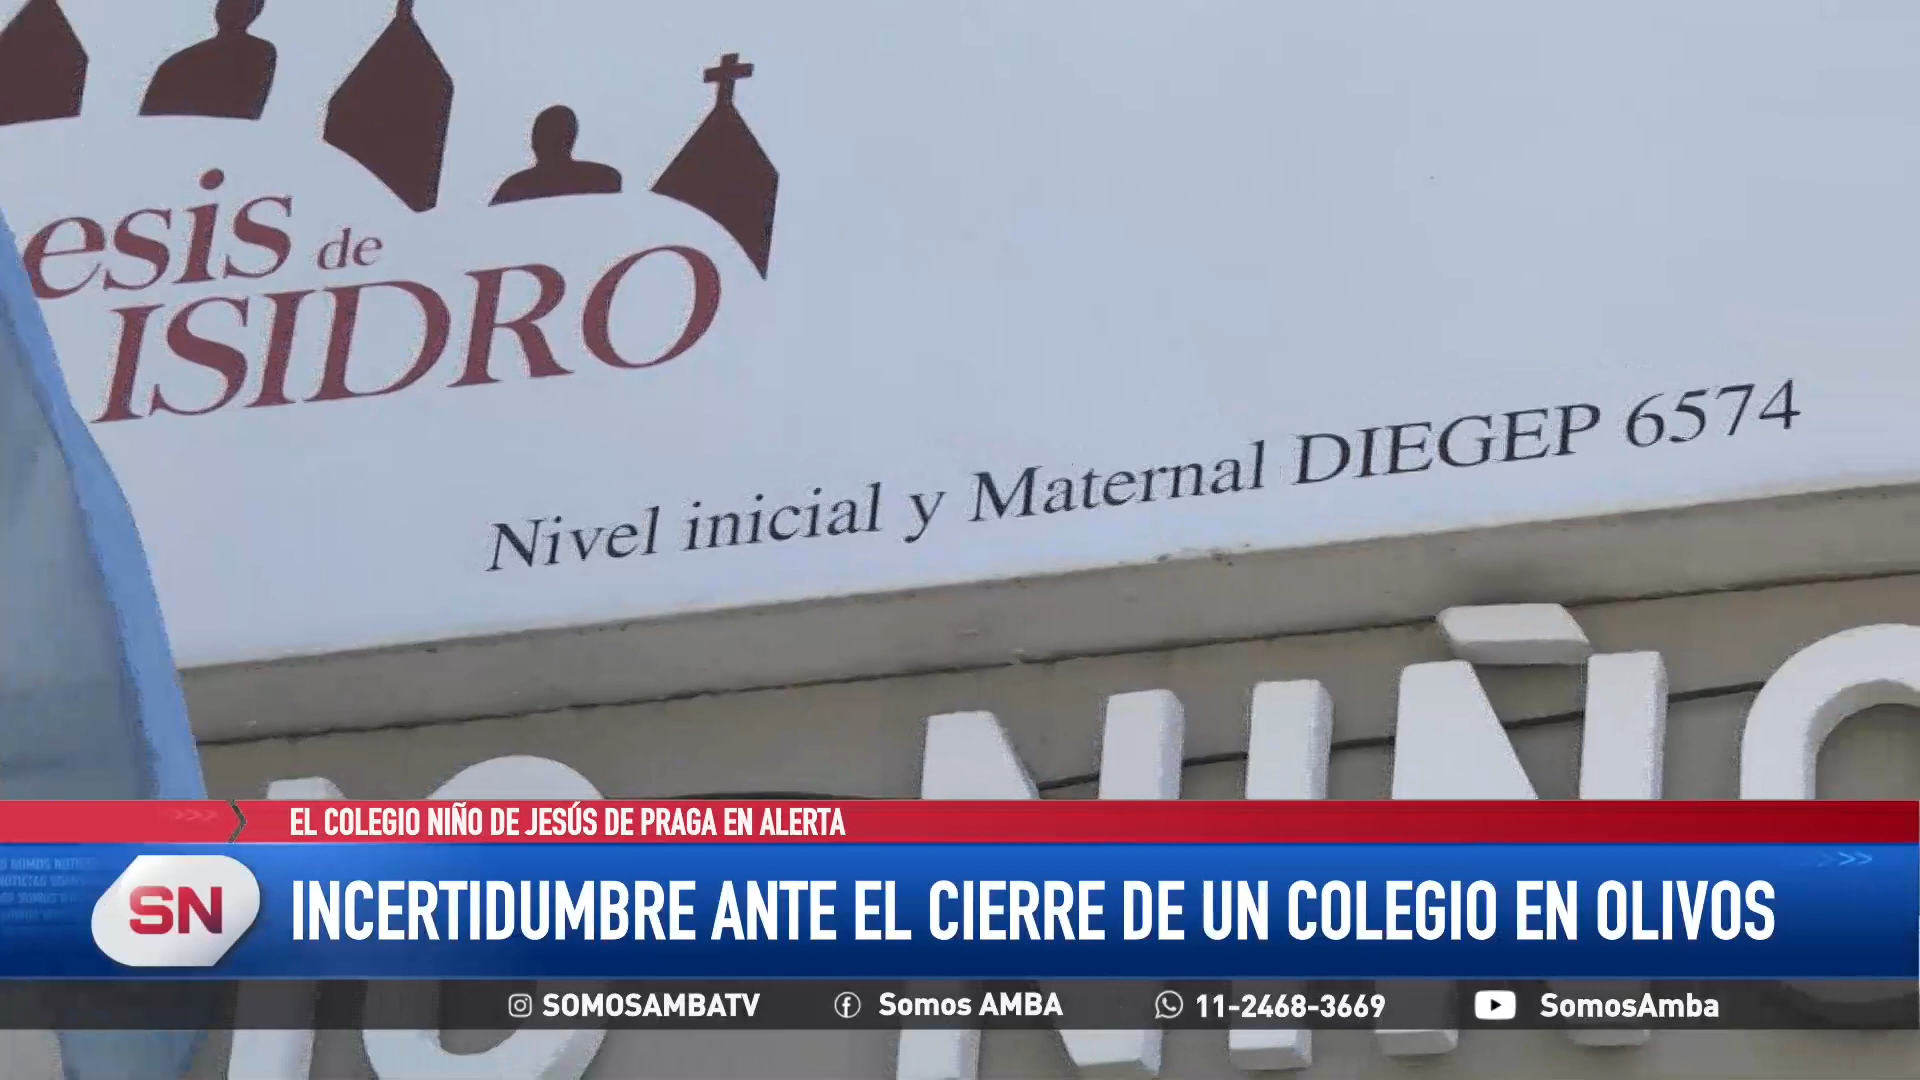 esis de
ISIDRO
Nivel inicial y Maternal DIEGEP 6574
NIÑO
EL COLEGIO NIÑO DE JESÚS DE PRAGA EN ALERTA
SN
INCERTIDUMBRE ANTE EL CIERRE DE UN COLEGIO EN OLIVOS
SOMOSAMBATV
Somos AMBA
11-2468-3669
SomosAmba